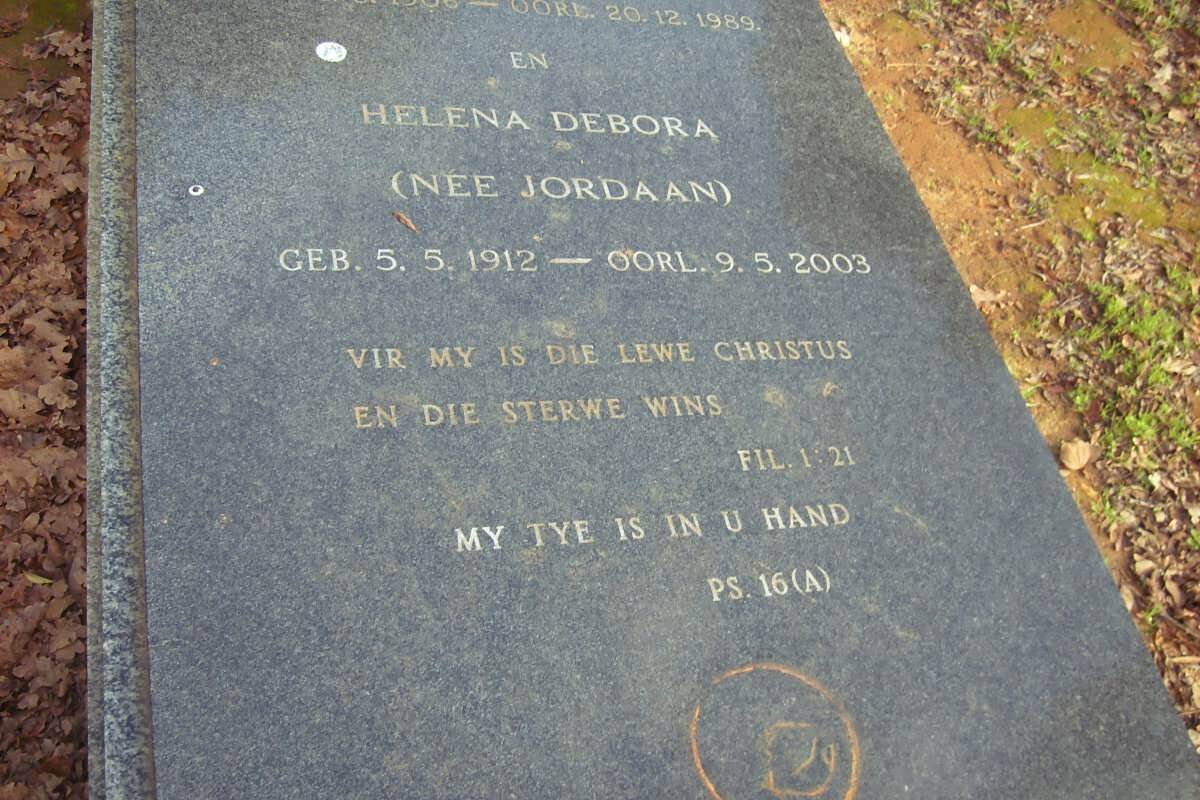 1906 — OORL. 20.12.1989.
EN
HELENA DEBORA
(NÉE JORDAAN)
GEB. 5. 5. 1912 — OORL. 9. 5. 2003
VIR MY IS DIE LEWE CHRISTUS
EN DIE STERWE WINS
FIL. 1:21
MY TYE IS IN U HAND
PS. 16(A)